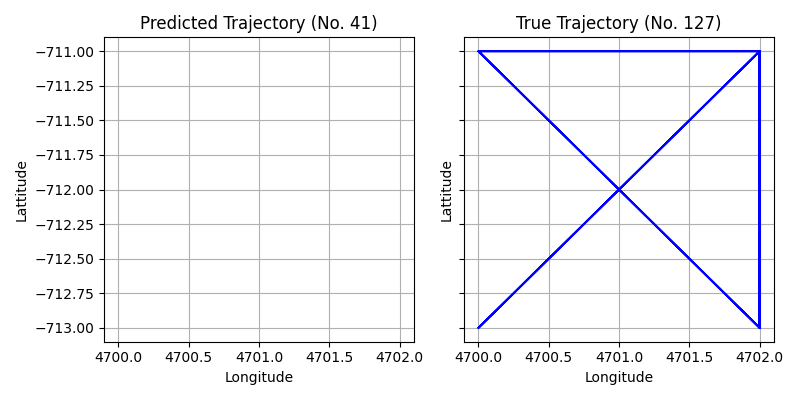 Predicted Trajectory (No. 41)
True Trajectory (No. 127)
−711.00
−711.25
−711.50
−711.75
−712.00
−712.25
−712.50
−712.75
−713.00
Lattitude
Lattitude
4700.0 4700.5 4701.0 4701.5 4702.0
4700.0 4700.5 4701.0 4701.5 4702.0
Longitude
Longitude